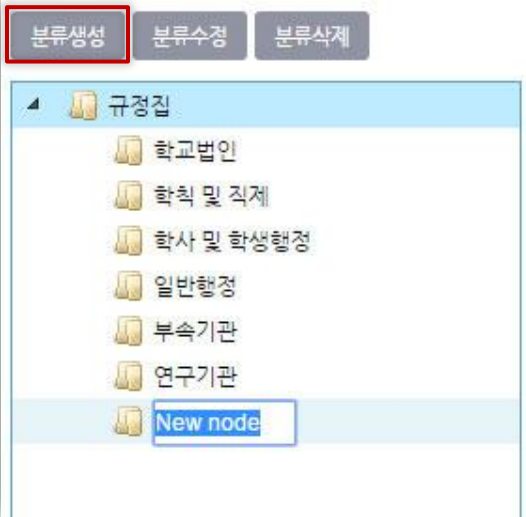 분류생성 분류수정 분류삭제
규정집
학교법인
학칙 및 직제
학사 및 학생행정
일반행정
부속기관
연구기관
New node